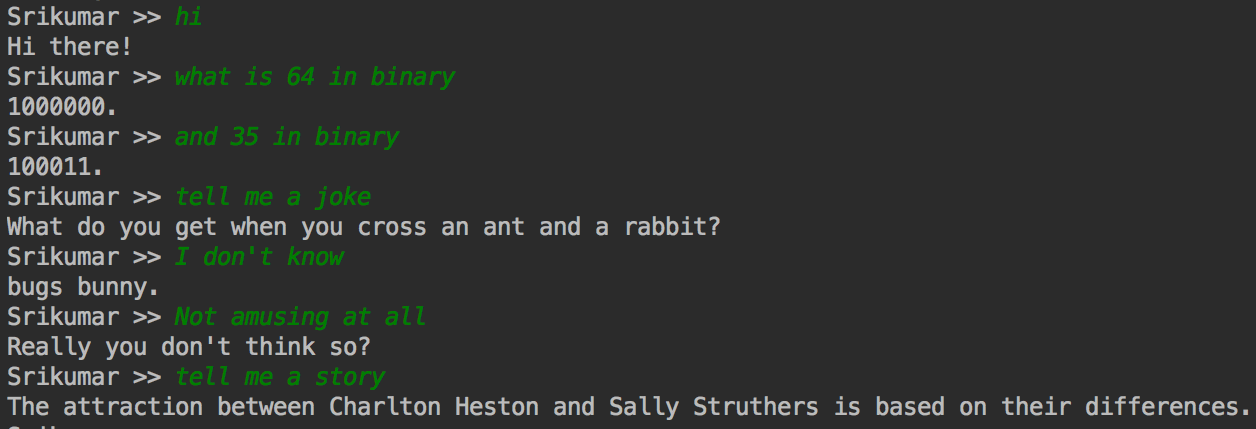 Srikumar >> hi
Hi there!
Srikumar >> what is 64 in binary
1000000.
Srikumar >> and 35 in binary
100011.
Srikumar >> tell me a joke
What do you get when you cross an ant and a rabbit?
Srikumar >> I don't know
bugs bunny.
Srikumar >> Not amusing at all
Really you don't think so?
Srikumar >> tell me a story
The attraction between Charlton Heston and Sally Struthers is based on their differences.